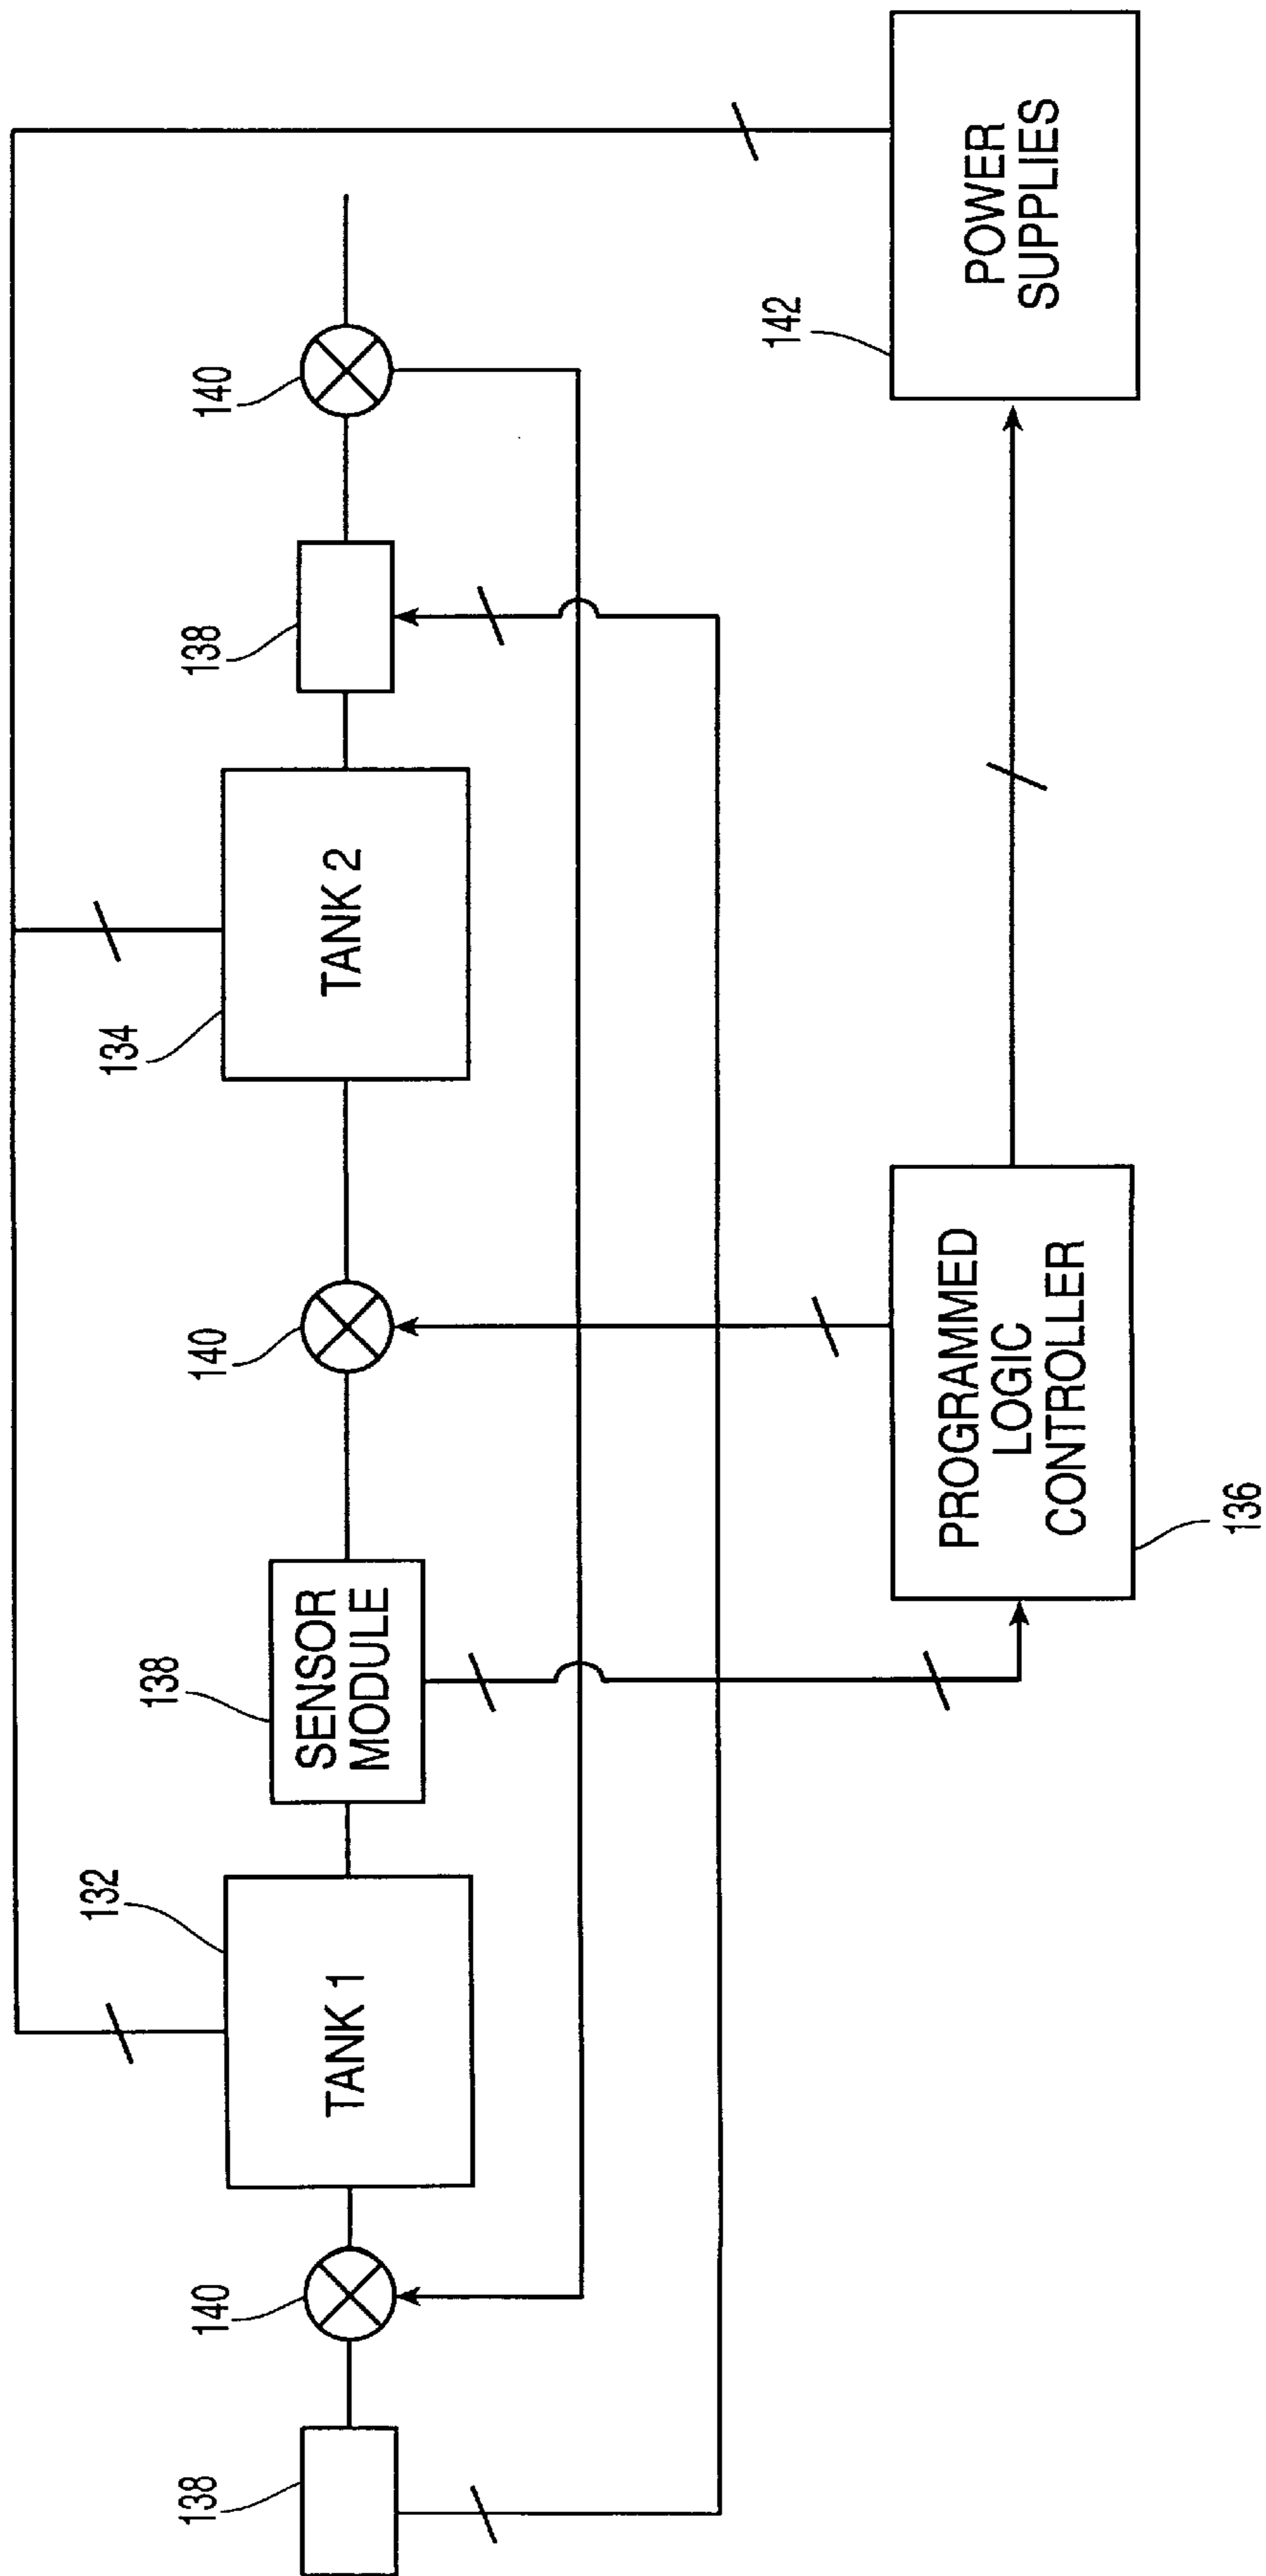 138
140
TANK 1
132
SENSOR
MODULE
138
140
TANK 2
134
138
140
PROGRAMMED
LOGIC
CONTROLLER
136
POWER
SUPPLIES
142